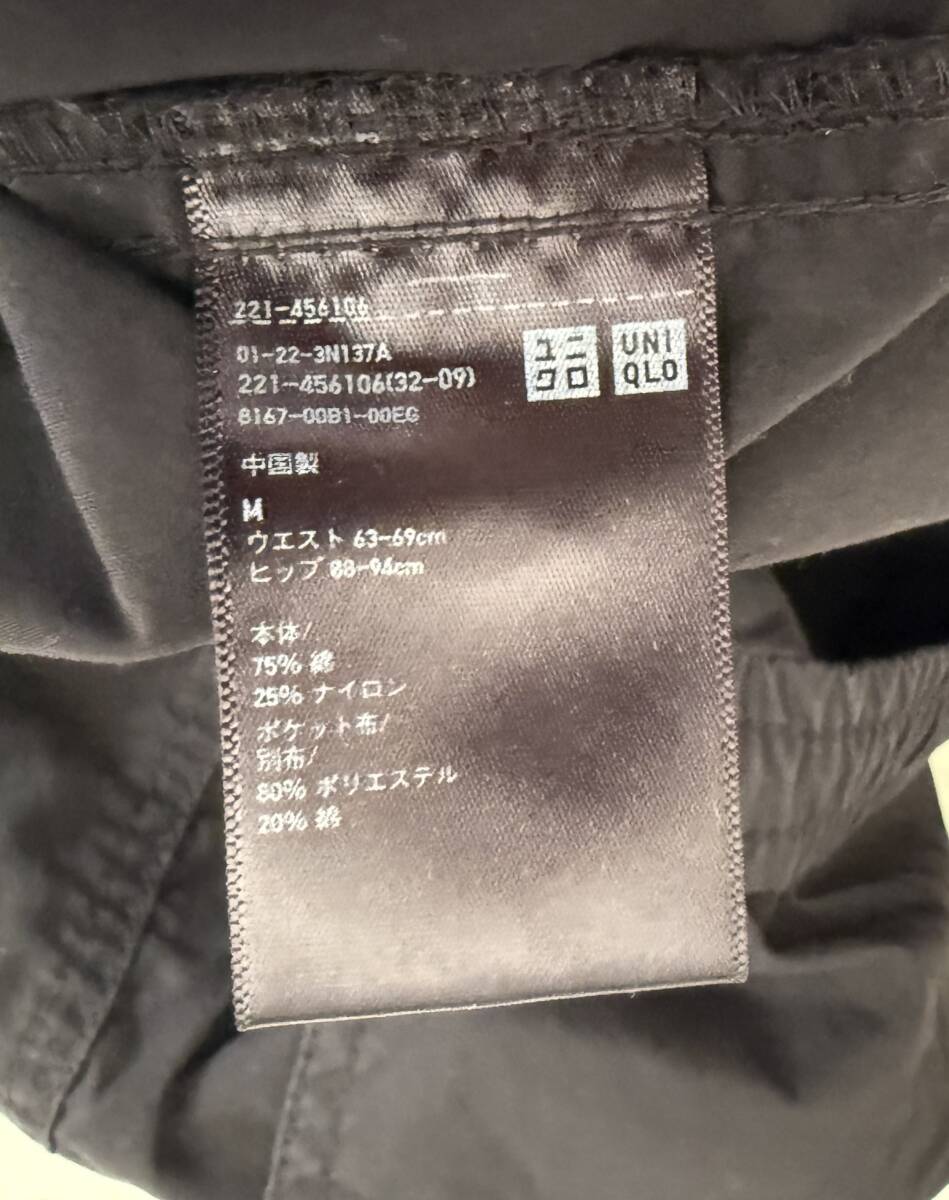 221-456106
ユニ
クロ
UNI
QLO
01-22-3N137A
221-456106(32-09)
8167-00B1-00EG
中国製
M
ウエスト 63-69cm
ヒップ 88-94cm
本体/
75% 綿
25% ナイロン
ポケット布/
別布/
80% ポリエステル
20% 綿